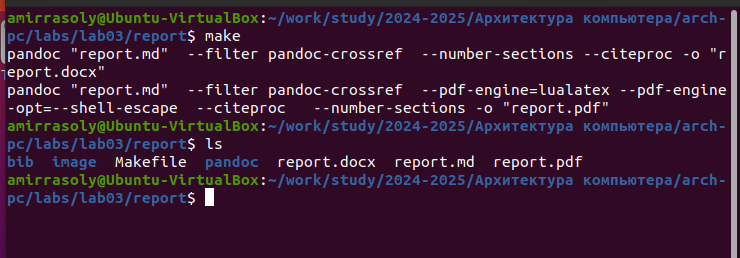 amirrasoly@Ubuntu-VirtualBox:~/work/study/2024-2025/Архитектура компьютера/arch-
pc/labs/lab03/report$ make
pandoc "report.md"  --filter pandoc-crossref  --number-sections --citeproc -o "r
eport.docx"
pandoc "report.md"  --filter pandoc-crossref  --pdf-engine=lualatex --pdf-engine
-opt=--shell-escape  --citeproc   --number-sections -o "report.pdf"
amirrasoly@Ubuntu-VirtualBox:~/work/study/2024-2025/Архитектура компьютера/arch-
pc/labs/lab03/report$ ls
bib  image  Makefile  pandoc  report.docx  report.md  report.pdf
amirrasoly@Ubuntu-VirtualBox:~/work/study/2024-2025/Архитектура компьютера/arch-
pc/labs/lab03/report$